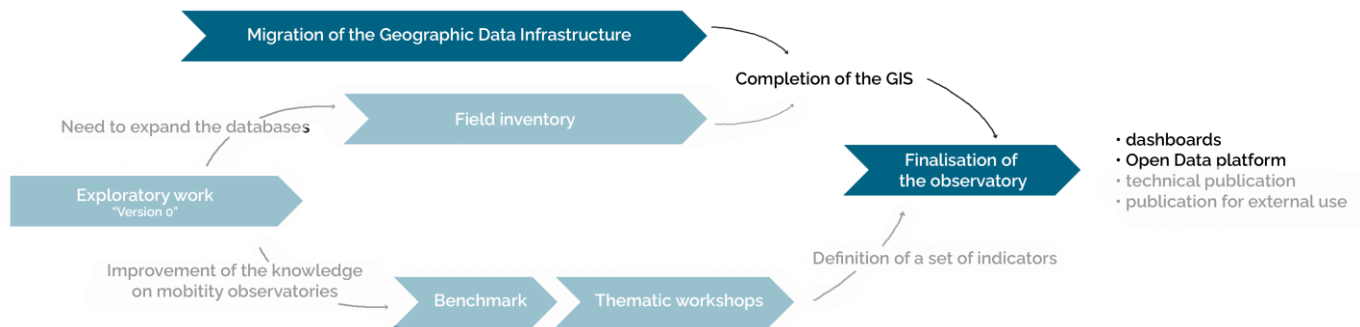 Migration of the Geographic Data Infrastructure
Completion of the GIS
Need to expand the databases
Field inventory
Exploratory work
"Version 0"
Finalisation of
the observatory
• dashboards
• Open Data platform
• technical publication
• publication for external use
Improvement of the knowledge
on mobitity observatories
Benchmark
Thematic workshops
Definition of a set of indicators